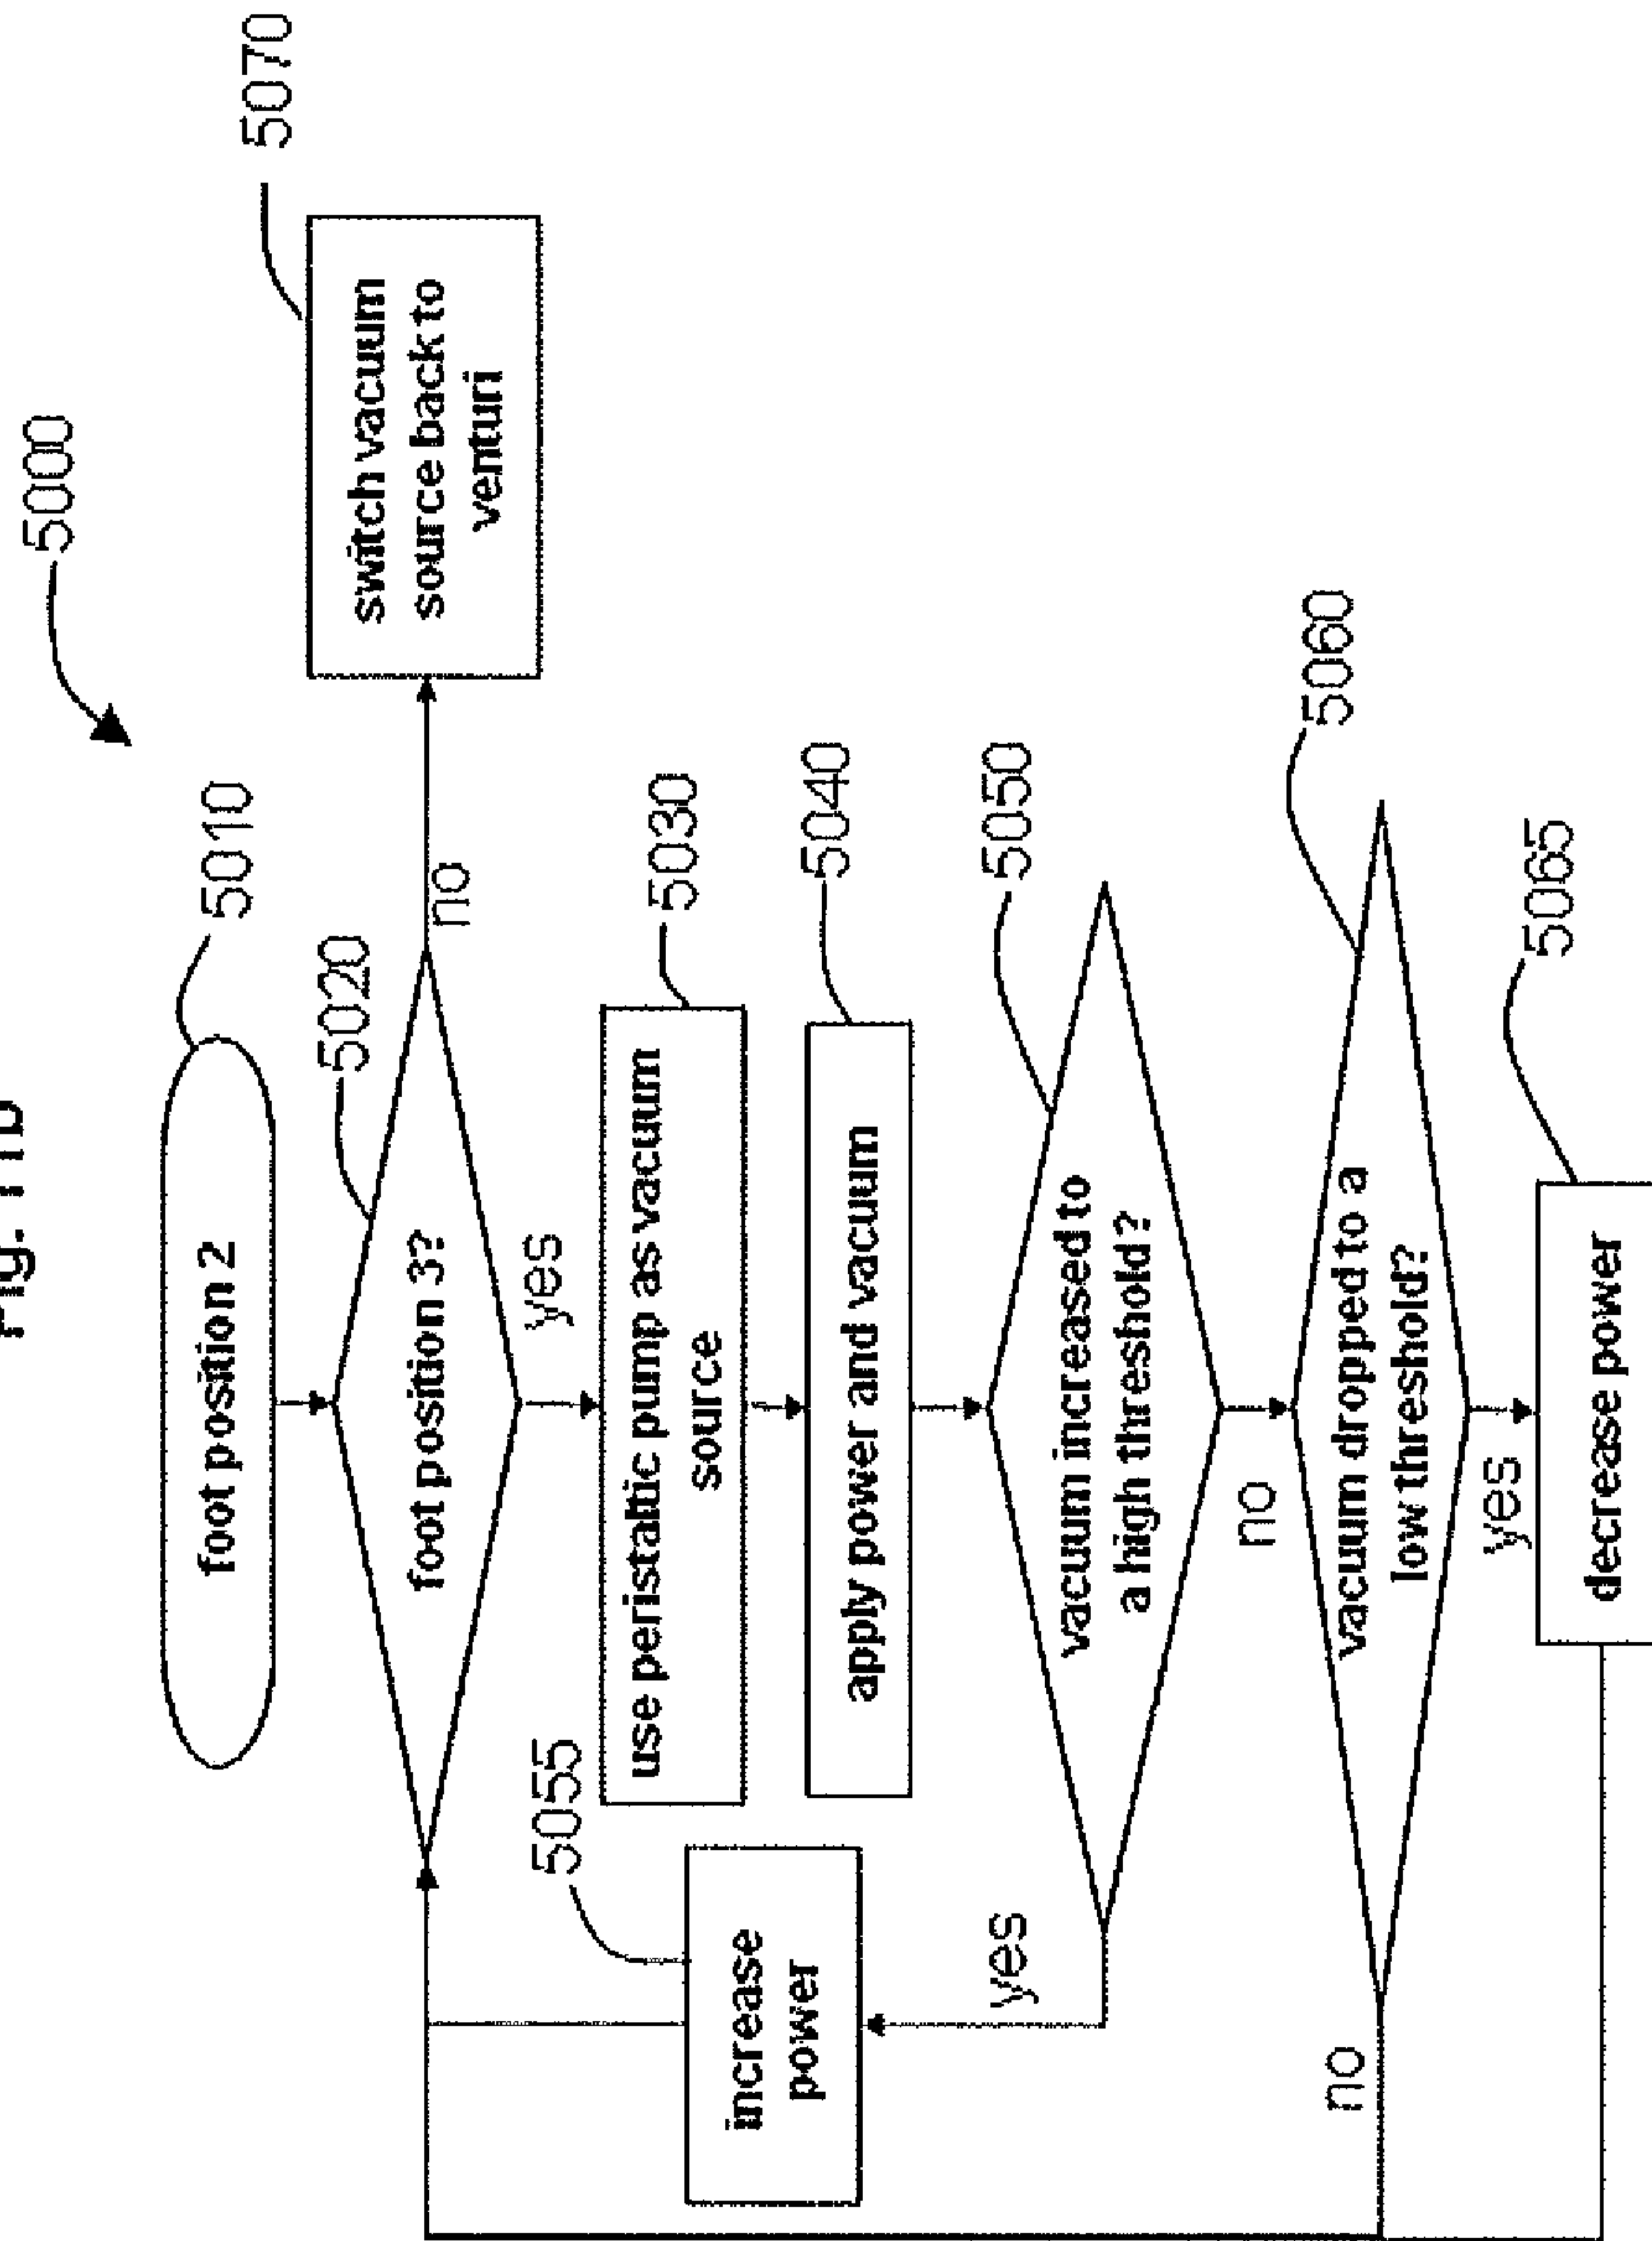 Fig. 11b
5000
foot position 2
5010
foot position 3?
5020
no
switch vacuum
source back to
venturi
5070
yes
use peristaltic pump as vacuum
source
5030
apply power and vacuum
5040
vacuum increased to
a high threshold?
5050
yes
increase
power
5055
no
vacuum dropped to a
low threshold?
5060
no
yes
decrease power
5065